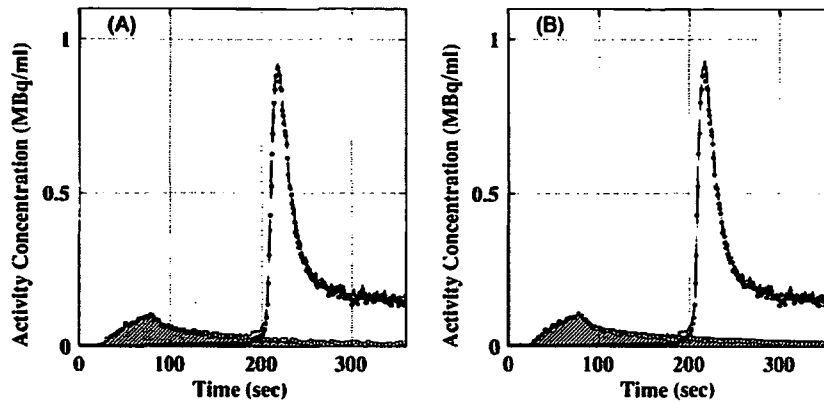 (A)
1
0.5
0
Activity Concentration (MBq/ml)
0 100 200 300
Time (sec)
(B)
1
0.5
0
Activity Concentration (MBq/ml)
0 100 200 300
Time (sec)